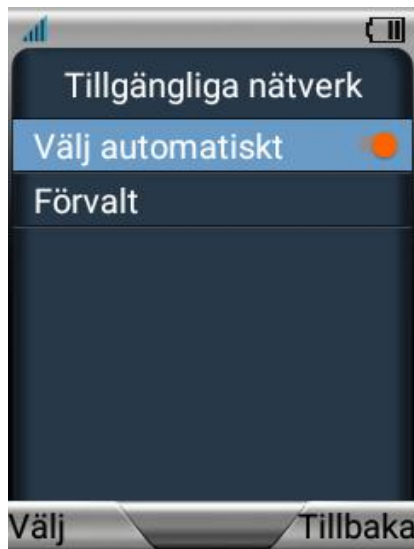 Tillgängliga nätverk
Välj automatiskt
Förvalt
Välj Tillbaka